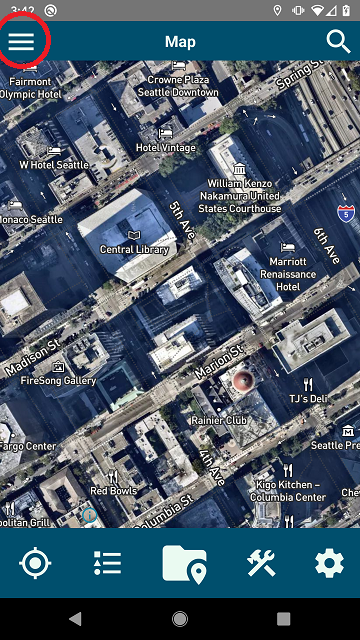 3:42
Map
Fairmont
Olympic Hotel
Crowne Plaza
Seattle Downtown
Spring St
Hotel Vintage
W Hotel Seattle
William Kenzo
Nakamura United
States Courthouse
Monaco Seattle
5th Ave
6th Ave
5
Central Library
Marriott
Renaissance
Hotel
Madison St
Marion St
FireSong Gallery
TJ's Deli
Rainier Club
Fargo Center
4th Ave
Seattle Pre
Red Bowls
Kigo Kitchen –
Columbia Center
Che
Columbia St
politan Grill